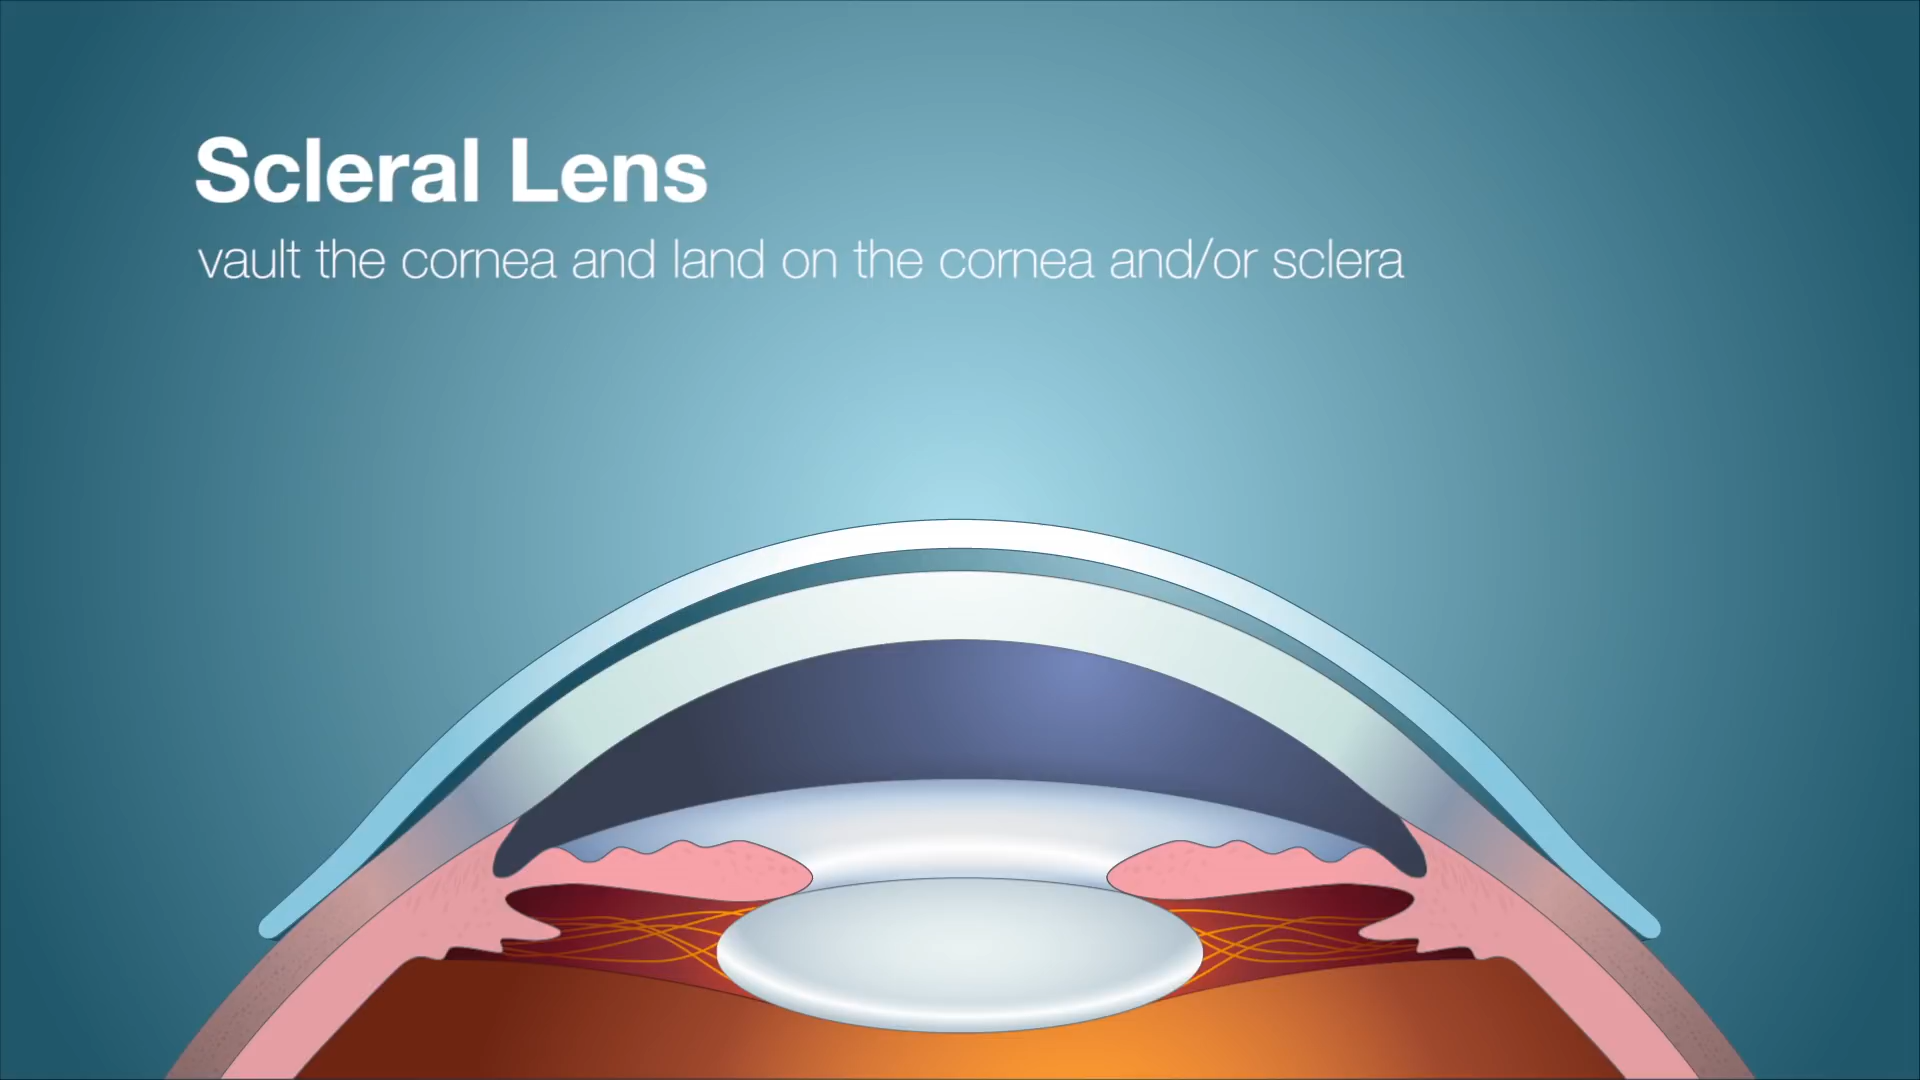 Scleral Lens
vault the cornea and land on the cornea and/or sclera